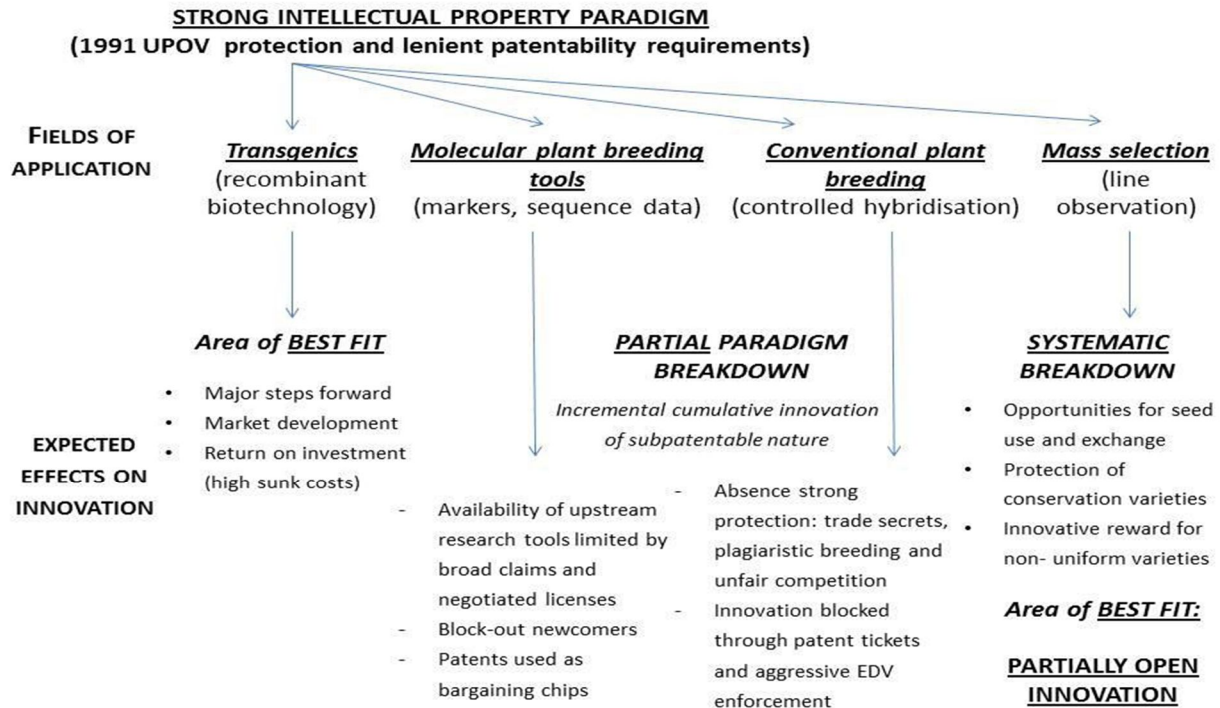 STRONG INTELLECTUAL PROPERTY PARADIGM
(1991 UPOV protection and lenient patentability requirements)
FIELDS OF
APPLICATION
Transgenics
(recombinant
biotechnology)
Molecular plant breeding
tools
(markers, sequence data)
Conventional plant
breeding
(controlled hybridisation)
Mass selection
(line
observation)
EXPECTED
EFFECTS ON
INNOVATION
Area of BEST FIT
• Major steps forward
• Market development
• Return on investment
(high sunk costs)
PARTIAL PARADIGM
BREAKDOWN
Incremental cumulative innovation
of subpatentable nature
- Availability of upstream
research tools limited by
broad claims and
negotiated licenses
- Block-out newcomers
- Patents used as
bargaining chips
- Absence strong
protection: trade secrets,
plagiaristic breeding and
unfair competition
- Innovation blocked
through patent tickets
and aggressive EDV
enforcement
SYSTEMATIC
BREAKDOWN
• Opportunities for seed
use and exchange
• Protection of
conservation varieties
• Innovative reward for
non- uniform varieties
Area of BEST FIT:
PARTIALLY OPEN
INNOVATION